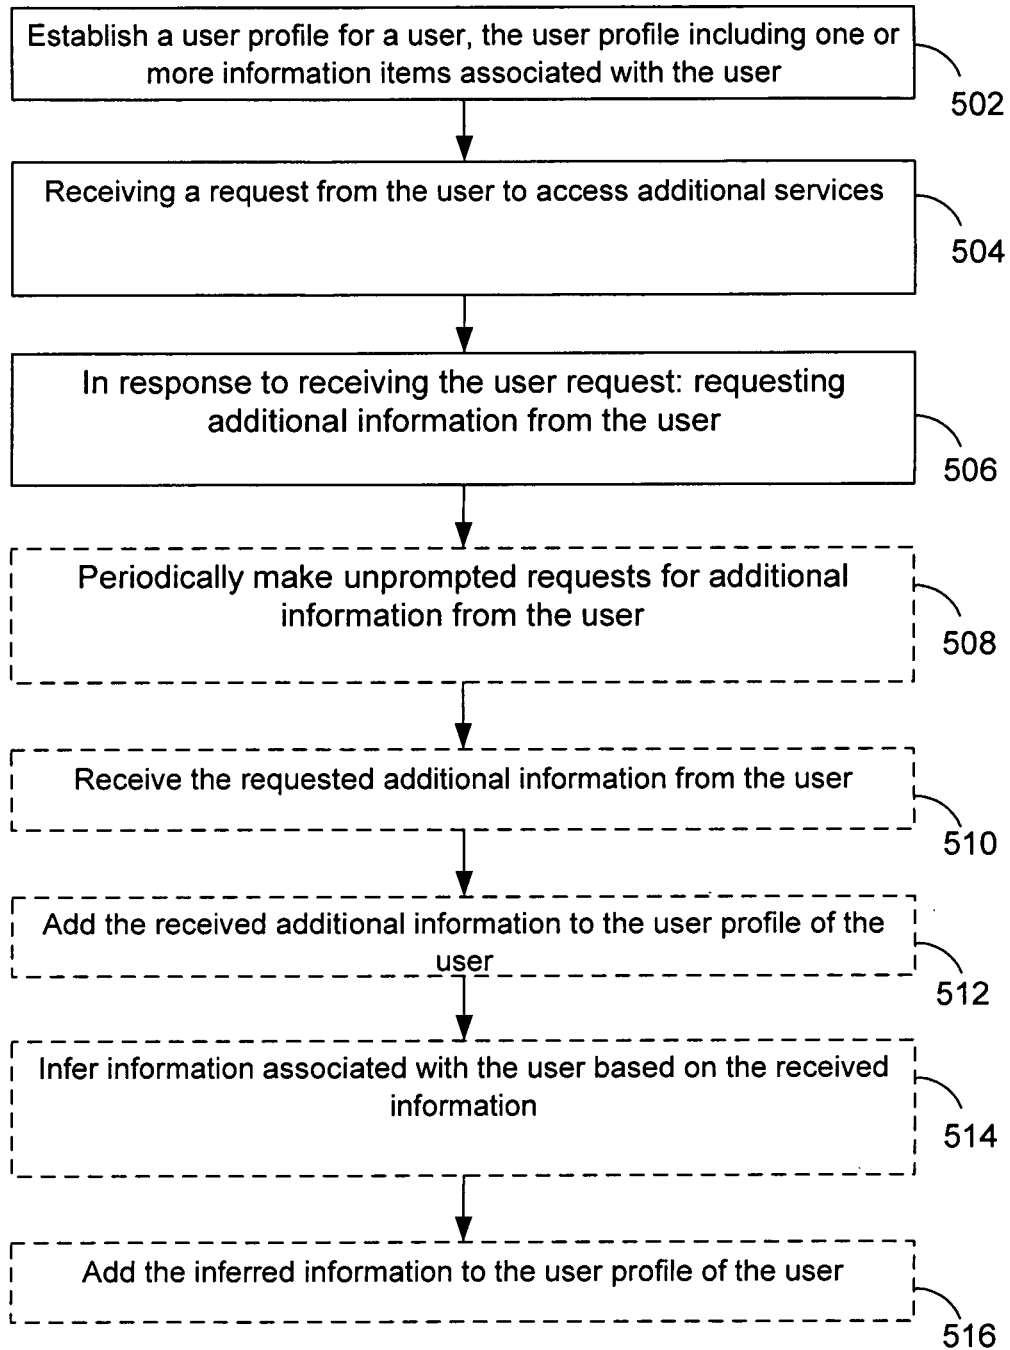 Establish a user profile for a user, the user profile including one or
more information items associated with the user
502
Receiving a request from the user to access additional services
504
In response to receiving the user request: requesting
additional information from the user
506
Periodically make unprompted requests for additional
information from the user
508
Receive the requested additional information from the user
510
Add the received additional information to the user profile of the
user
512
Infer information associated with the user based on the received
information
514
Add the inferred information to the user profile of the user
516